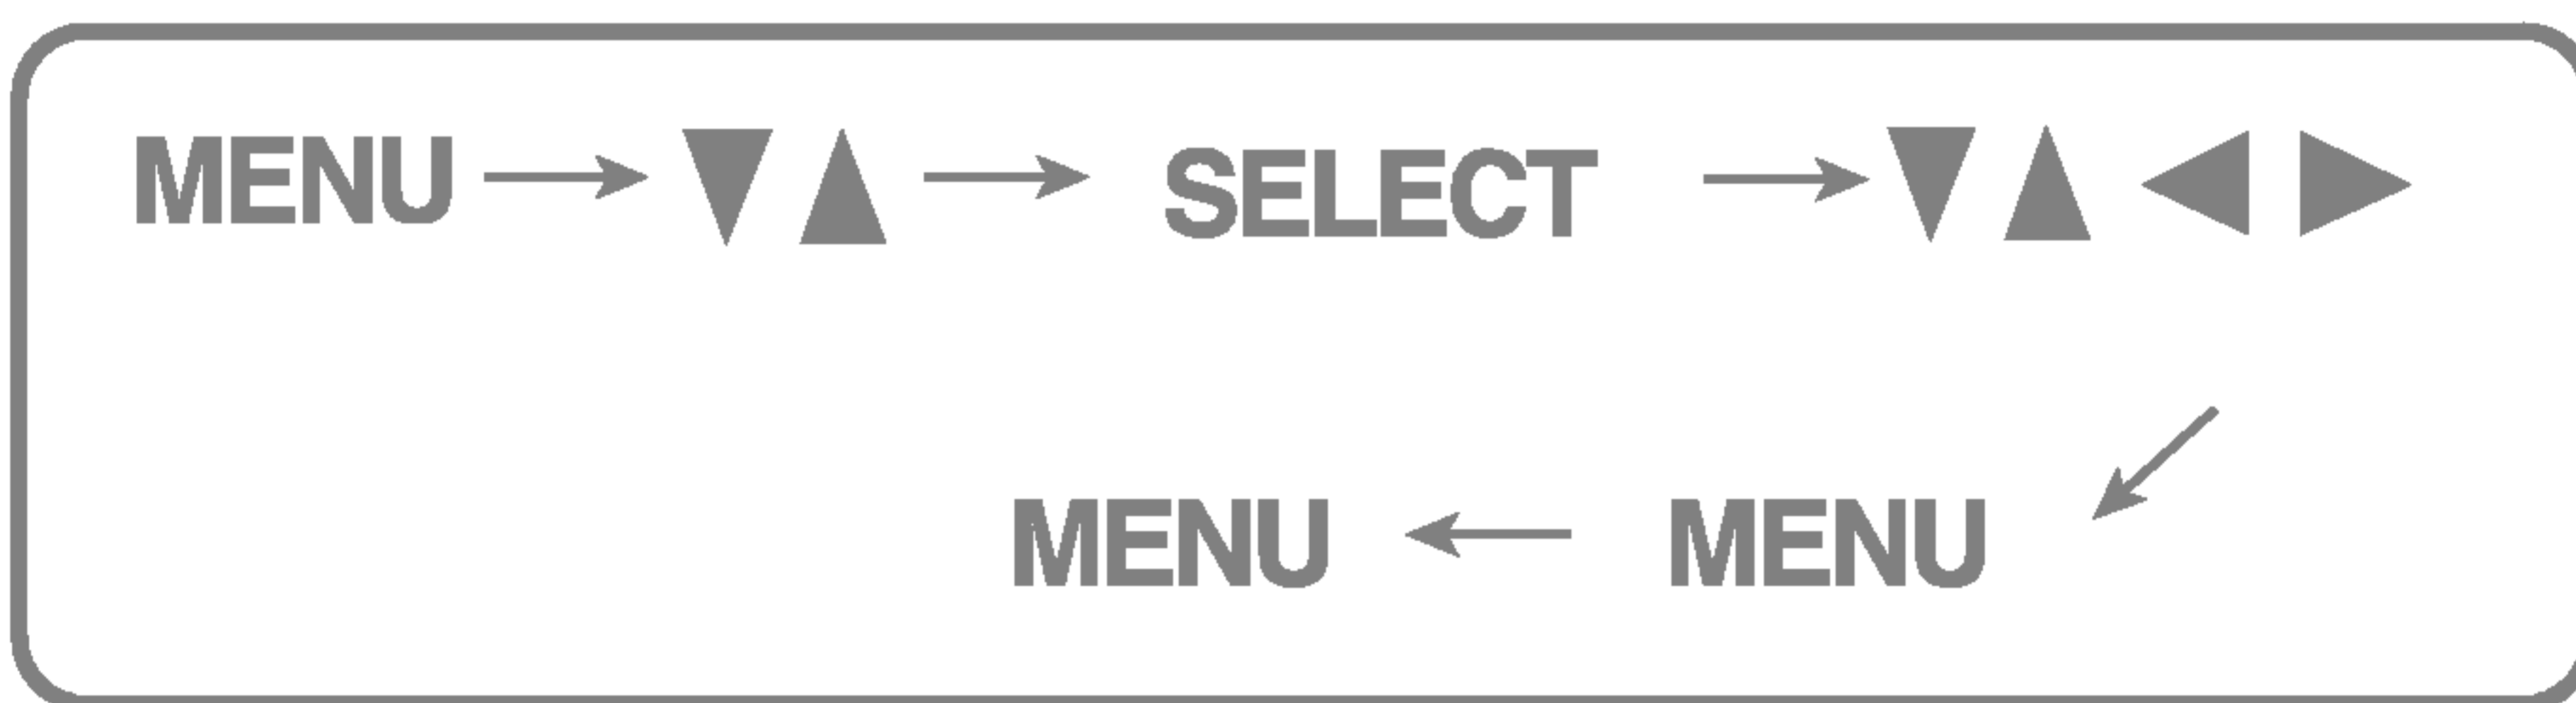 MENU → ▼▲ → SELECT → ▼▲◀▶
MENU ← MENU